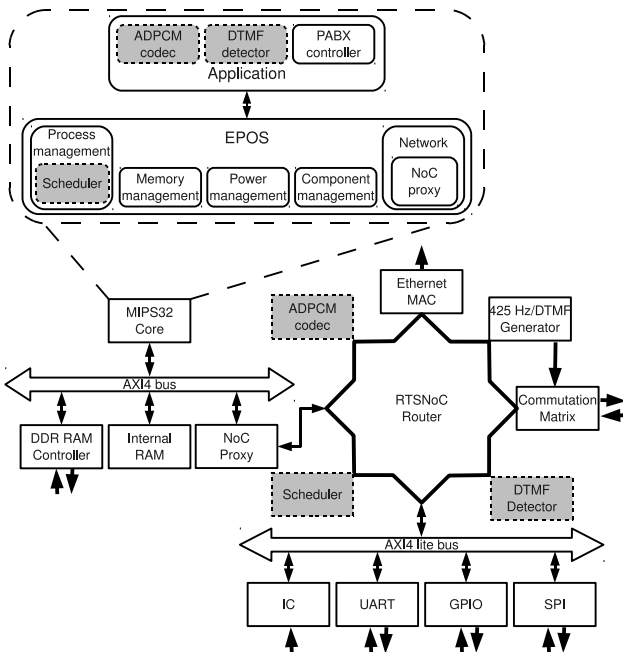 ADPCM
codec
DTMF
detector
PABX
controller
Application
EPOS
Process
management
Scheduler
Memory
management
Power
management
Component
management
Network
NoC
proxy
MIPS32
Core
AXI4 bus
DDR RAM
Controller
Internal
RAM
NoC
Proxy
Ethernet
MAC
ADPCM
codec
425 Hz/DTMF
Generator
RTSNoC
Router
Commutation
Matrix
Scheduler
DTMF
Detector
AXI4 lite bus
IC
UART
GPIO
SPI